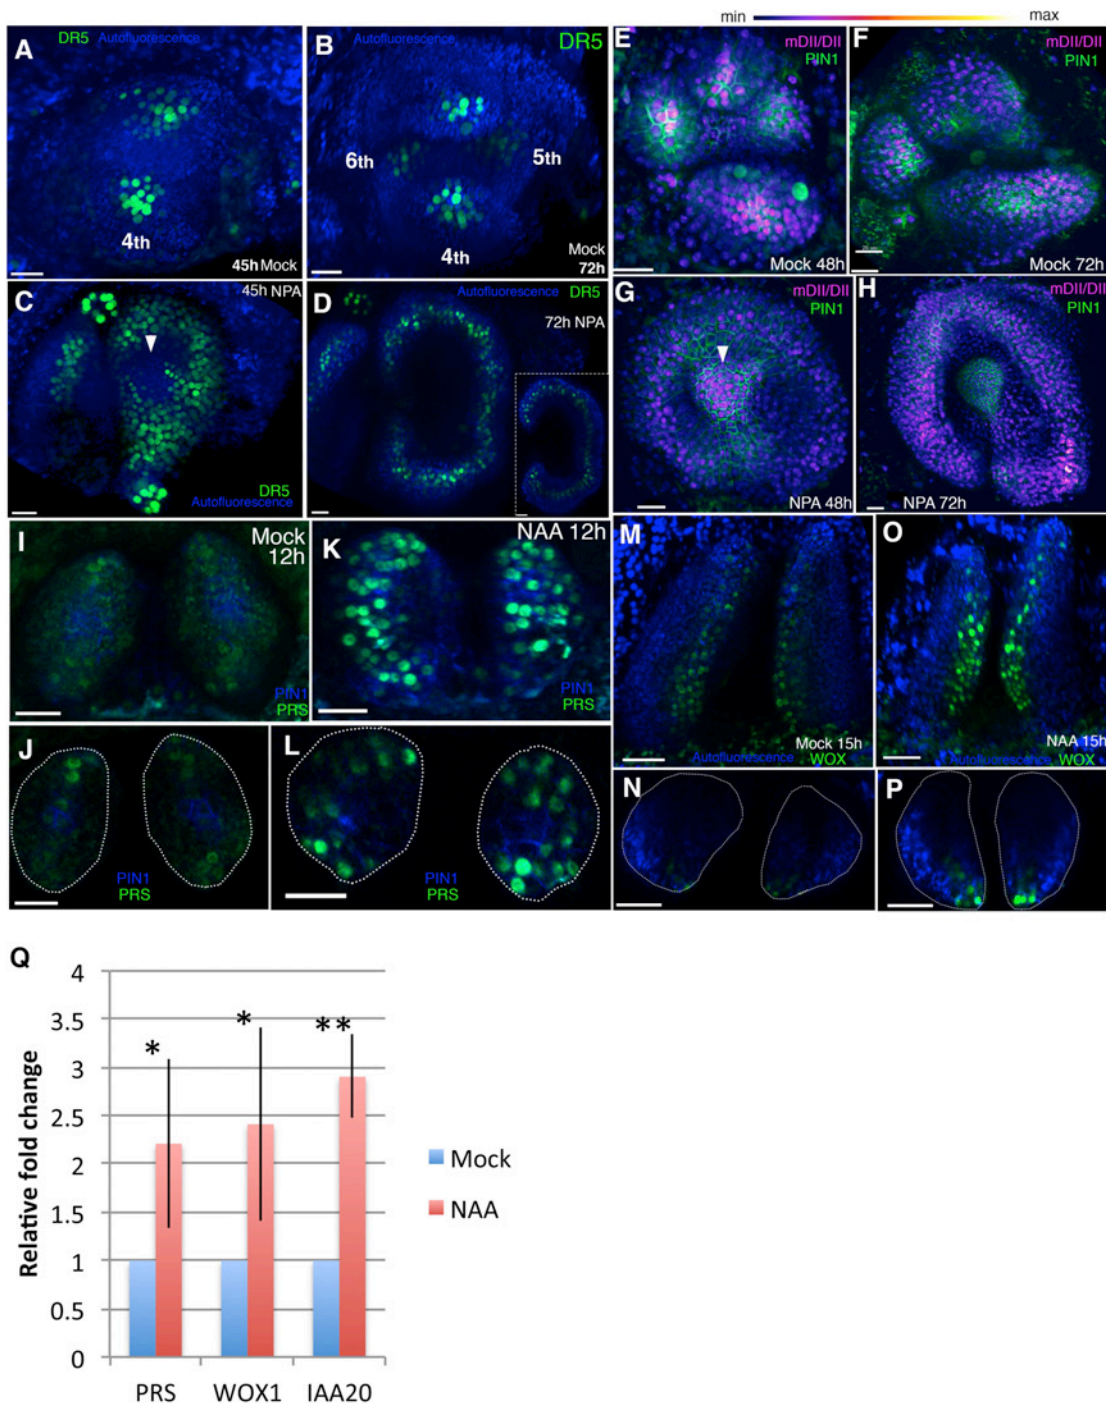 min max
A DR5 Autofluorescence
4th
45h Mock
B Autofluorescence DR5
6th 5th
4th
Mock
72h
E mDII/DII
PIN1
Mock 48h
F mDII/DII
PIN1
Mock 72h
C 45h NPA
DR5
Autofluorescence
D Autofluorescence DR5
72h NPA
G mDII/DII
PIN1
NPA 48h
H mDII/DII
PIN1
NPA 72h
I Mock
12h
PIN1
PRS
K NAA 12h
PIN1
PRS
M
Mock 15h
Autofluorescence WOX
O
NAA 15h
Autofluorescence WOX
J
PIN1
PRS
L
PIN1
PRS
N
P
Q
4
3.5
3
2.5
2
1.5
1
0.5
0
Relative fold change
* * **
PRS WOX1 IAA20
Mock
NAA